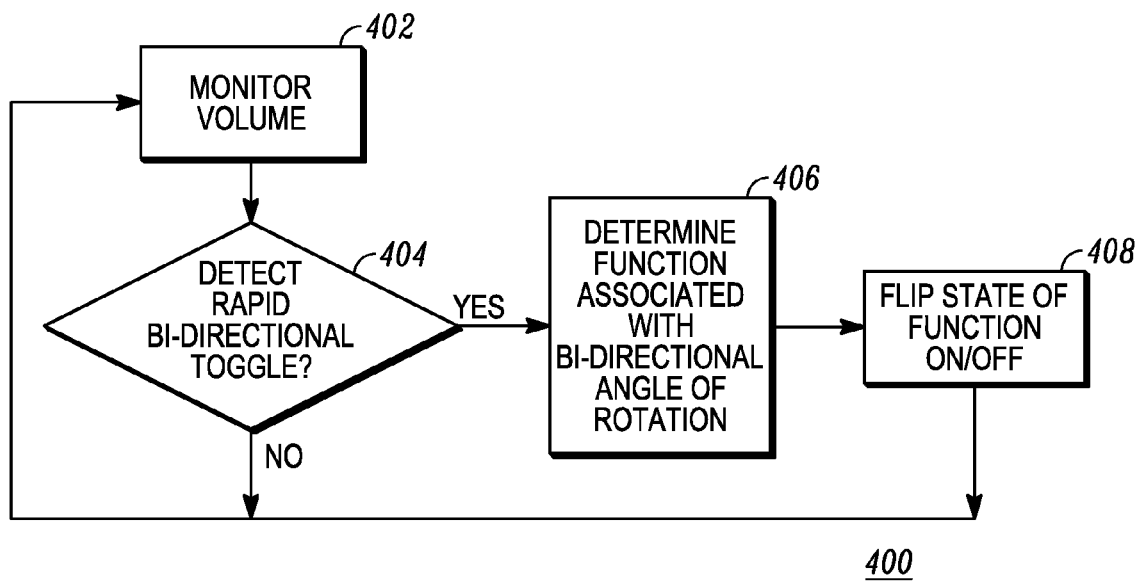 402
MONITOR
VOLUME
404
DETECT
RAPID
BI-DIRECTIONAL
TOGGLE?
YES
NO
406
DETERMINE
FUNCTION
ASSOCIATED
WITH
BI-DIRECTIONAL
ANGLE OF
ROTATION
408
FLIP STATE OF
FUNCTION
ON/OFF
400